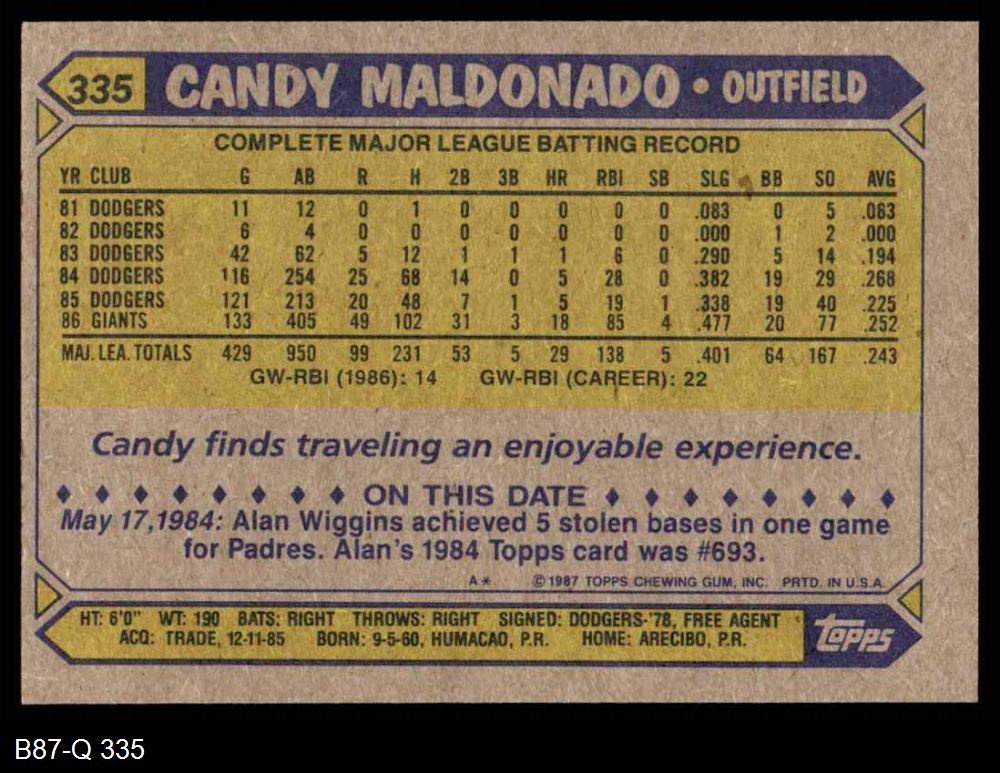 335 CANDY MALDONADO • OUTFIELD
COMPLETE MAJOR LEAGUE BATTING RECORD
YR CLUB G AB R H 2B 3B HR RBI SB SLG BB SO AVG
81 DODGERS 11 12 0 1 0 0 0 0 0 .083 0 5 .083
82 DODGERS 6 4 0 0 0 0 0 0 0 .000 1 2 .000
83 DODGERS 42 62 5 12 1 1 1 6 0 .290 5 14 .194
84 DODGERS 116 254 25 68 14 0 5 28 0 .382 19 29 .268
85 DODGERS 121 213 20 48 7 1 5 19 1 .338 19 40 .225
86 GIANTS 133 405 49 102 31 3 18 85 4 .477 20 77 .252
MAJ. LEA. TOTALS 429 950 99 231 53 5 29 138 5 .401 64 167 .243
GW-RBI (1986): 14 GW-RBI (CAREER): 22
Candy finds traveling an enjoyable experience.
♦ ♦ ♦ ♦ ♦ ♦ ♦ ♦ ON THIS DATE ♦ ♦ ♦ ♦ ♦ ♦ ♦ ♦
May 17,1984: Alan Wiggins achieved 5 stolen bases in one game
for Padres. Alan's 1984 Topps card was #693.
A* © 1987 TOPPS CHEWING GUM, INC. PRTD. IN U.S.A.
HT: 6'0" WT: 190 BATS: RIGHT THROWS: RIGHT SIGNED: DODGERS-'78, FREE AGENT
ACQ: TRADE, 12-11-85 BORN: 9-5-60, HUMACAO, P.R. HOME: ARECIBO, P.R.
topps
B87-Q 335